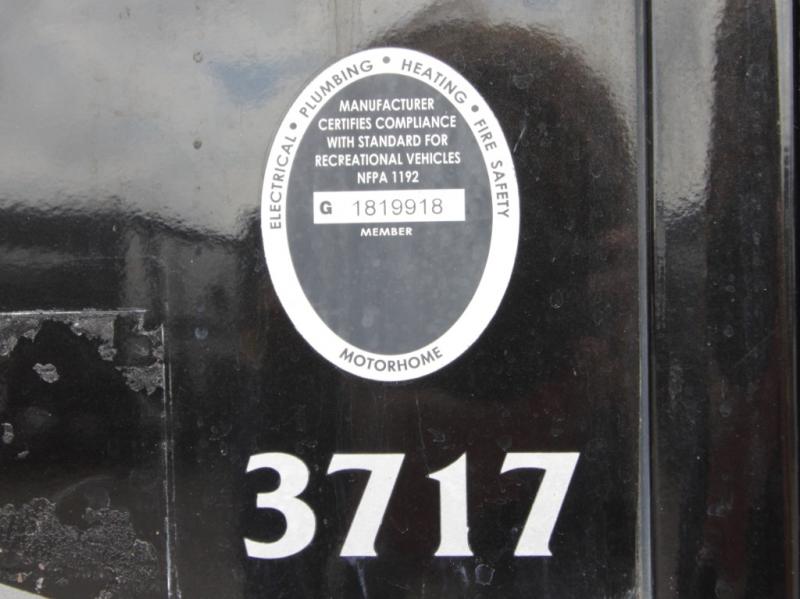 ELECTRICAL • PLUMBING • HEATING • FIRE SAFETY
MANUFACTURER
CERTIFIES COMPLIANCE
WITH STANDARD FOR
RECREATIONAL VEHICLES
NFPA 1192
G 1819918
MEMBER
MOTORHOME
3717